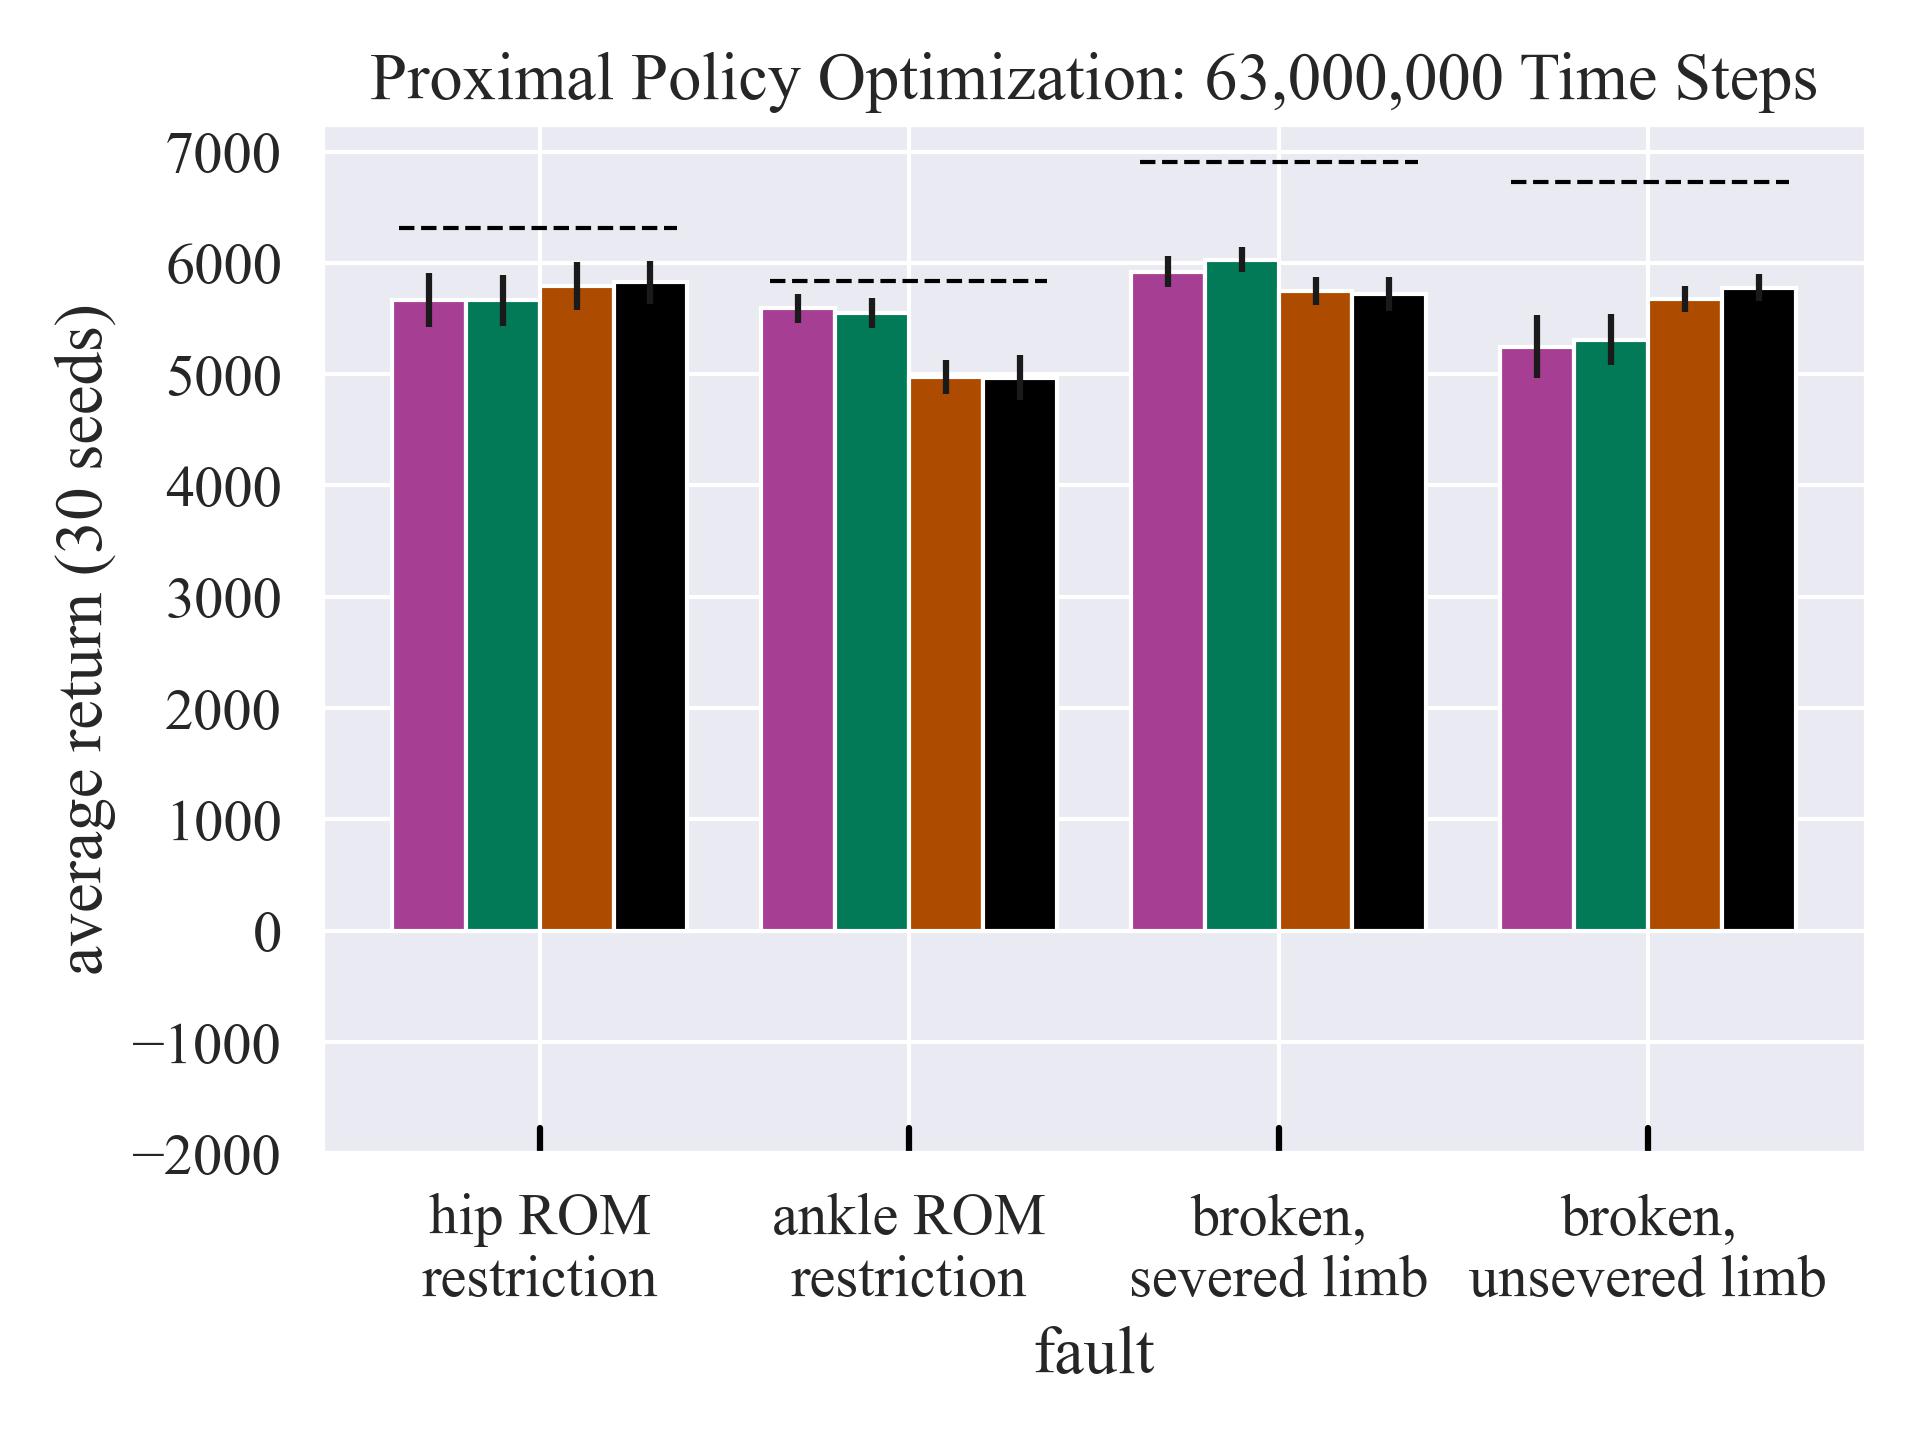 Proximal Policy Optimization: 63,000,000 Time Steps
average return (30 seeds)
7000
6000
5000
4000
3000
2000
1000
0
−1000
−2000
hip ROM
restriction
ankle ROM
restriction
broken,
severed limb
broken,
unsevered limb
fault